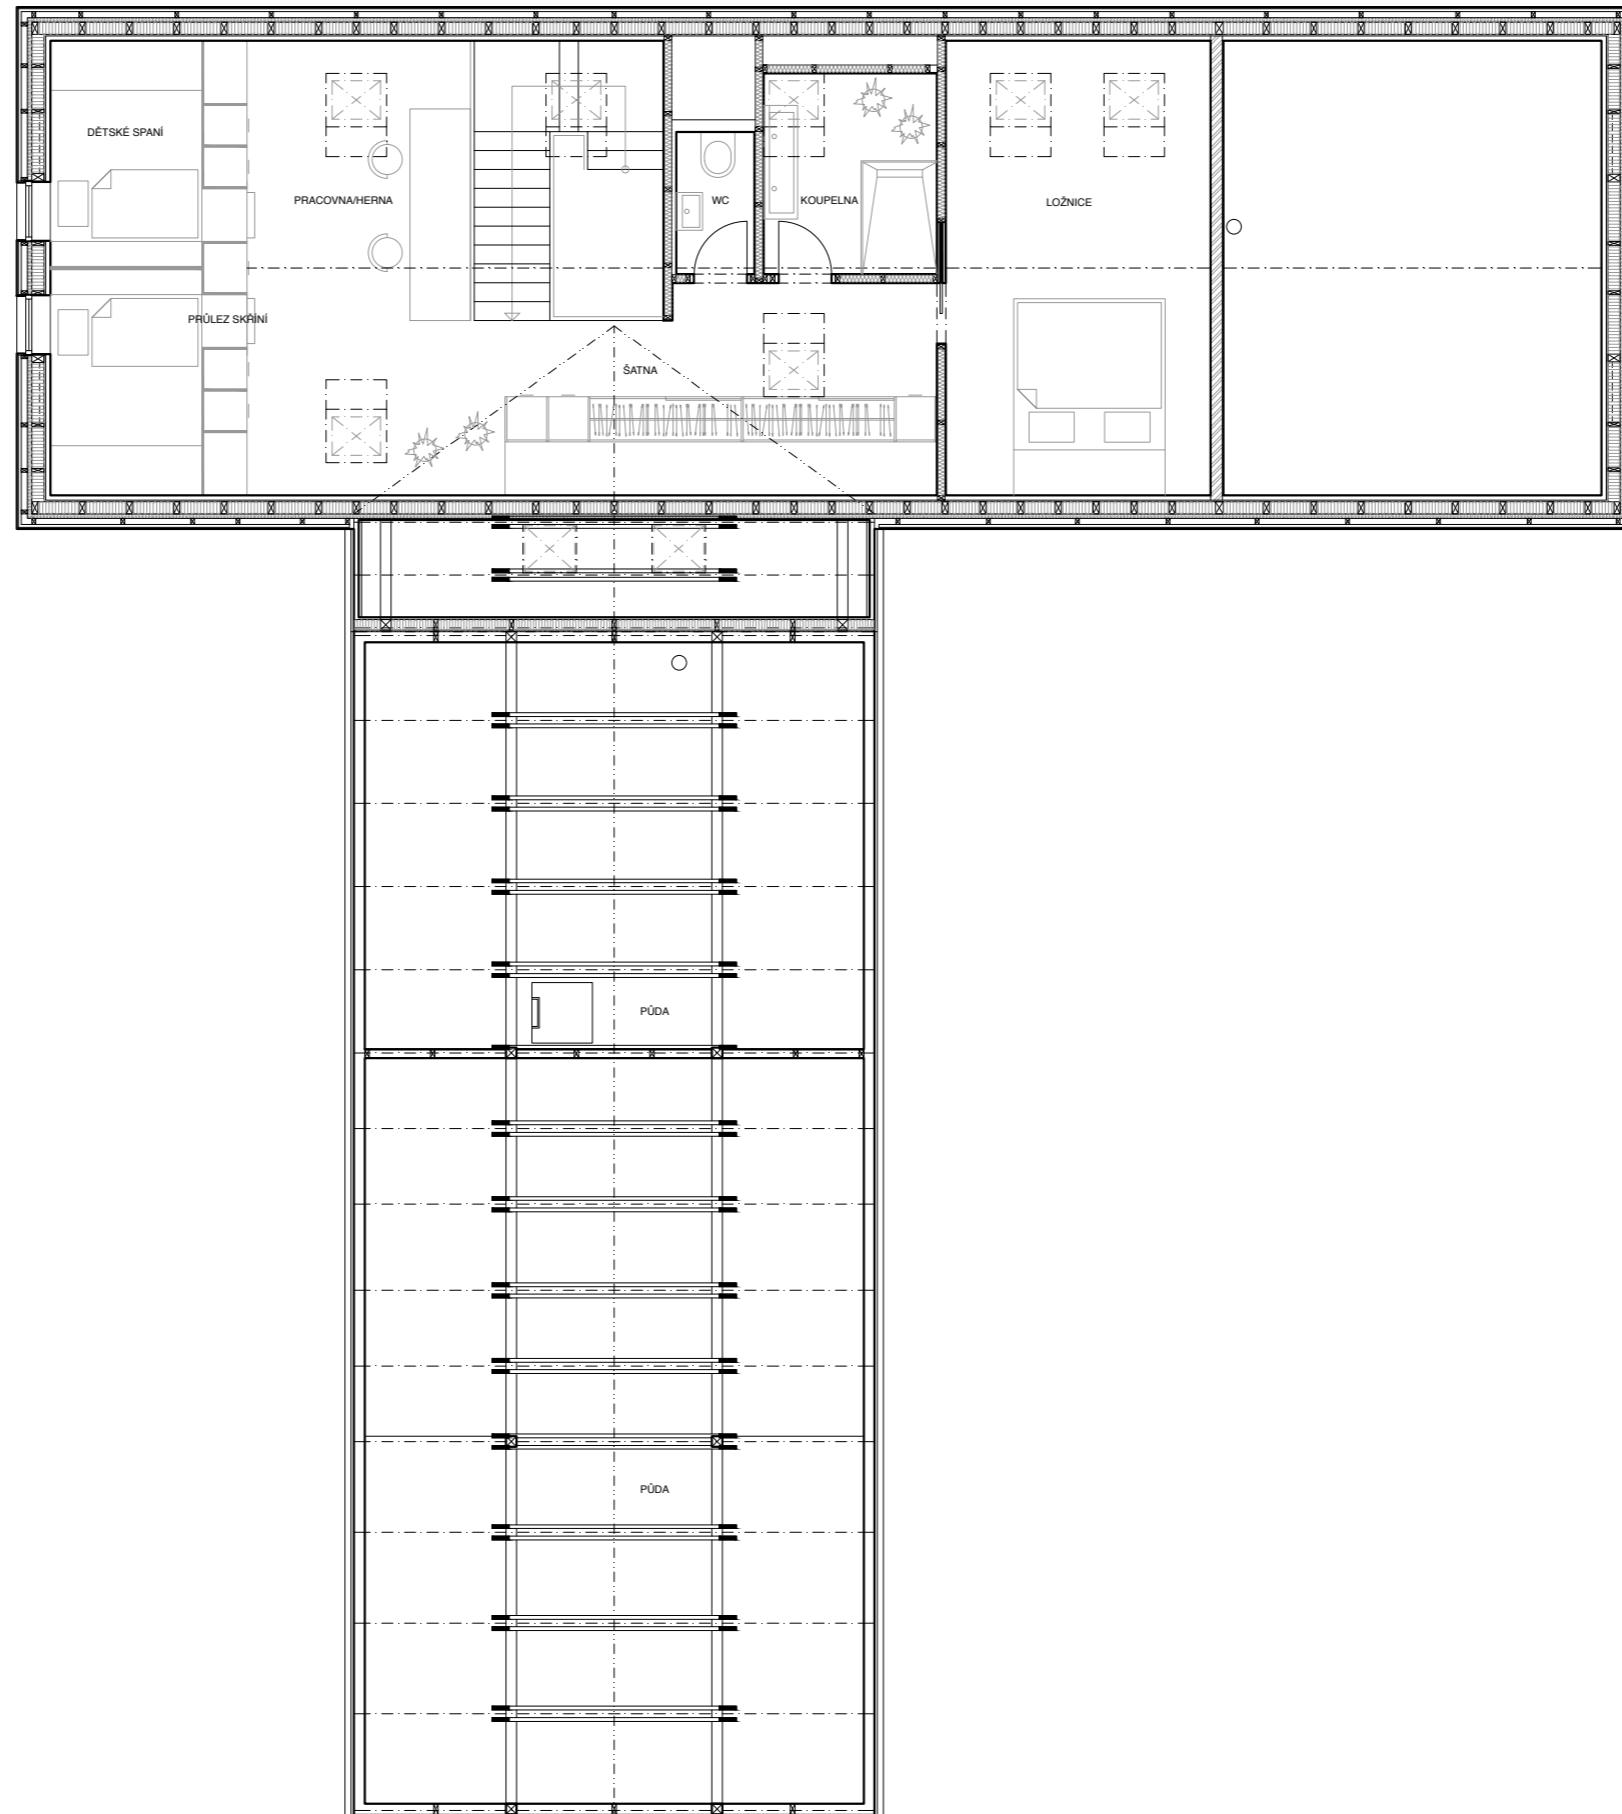 DĚTSKÉ SPANÍ
PRACOVNA/HERNA
WC
KOUPELNA
LOŽNICE
PRŮLEZ SKŘÍNÍ
ŠATNA
PŮDA
PŮDA